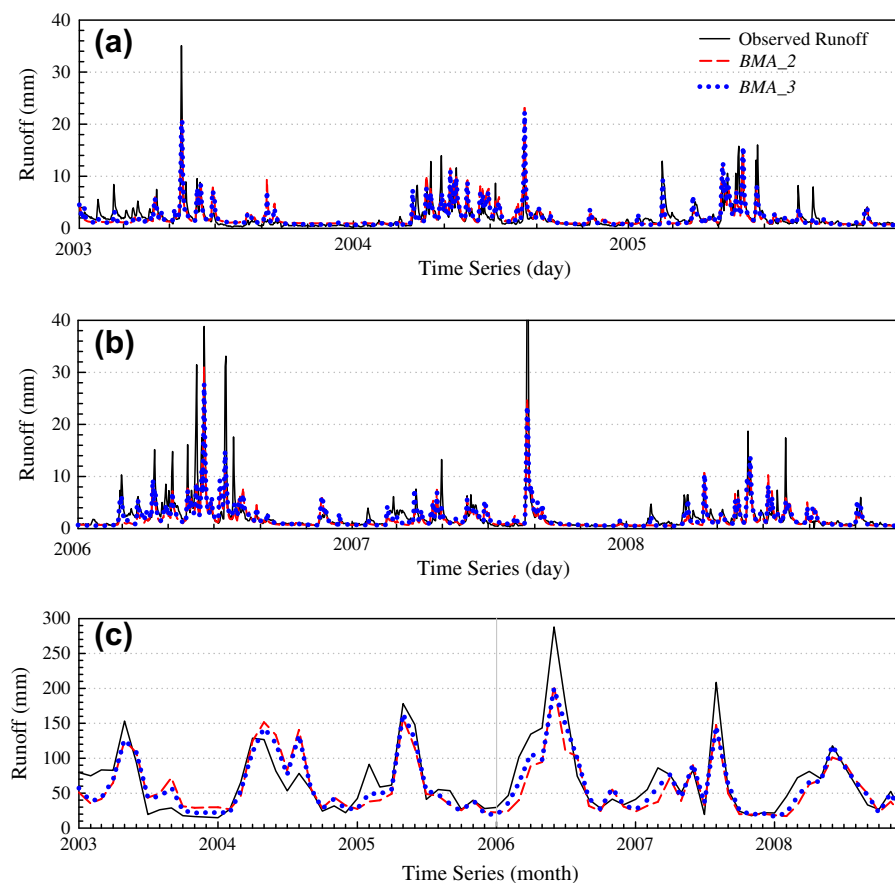 (a)
Observed Runoff
BMA_2
BMA_3
Runoff (mm)
40
30
20
10
0
2003 2004 2005
Time Series (day)
(b)
Runoff (mm)
40
30
20
10
0
2006 2007 2008
Time Series (day)
(c)
Runoff (mm)
300
250
200
150
100
50
0
2003 2004 2005 2006 2007 2008
Time Series (month)